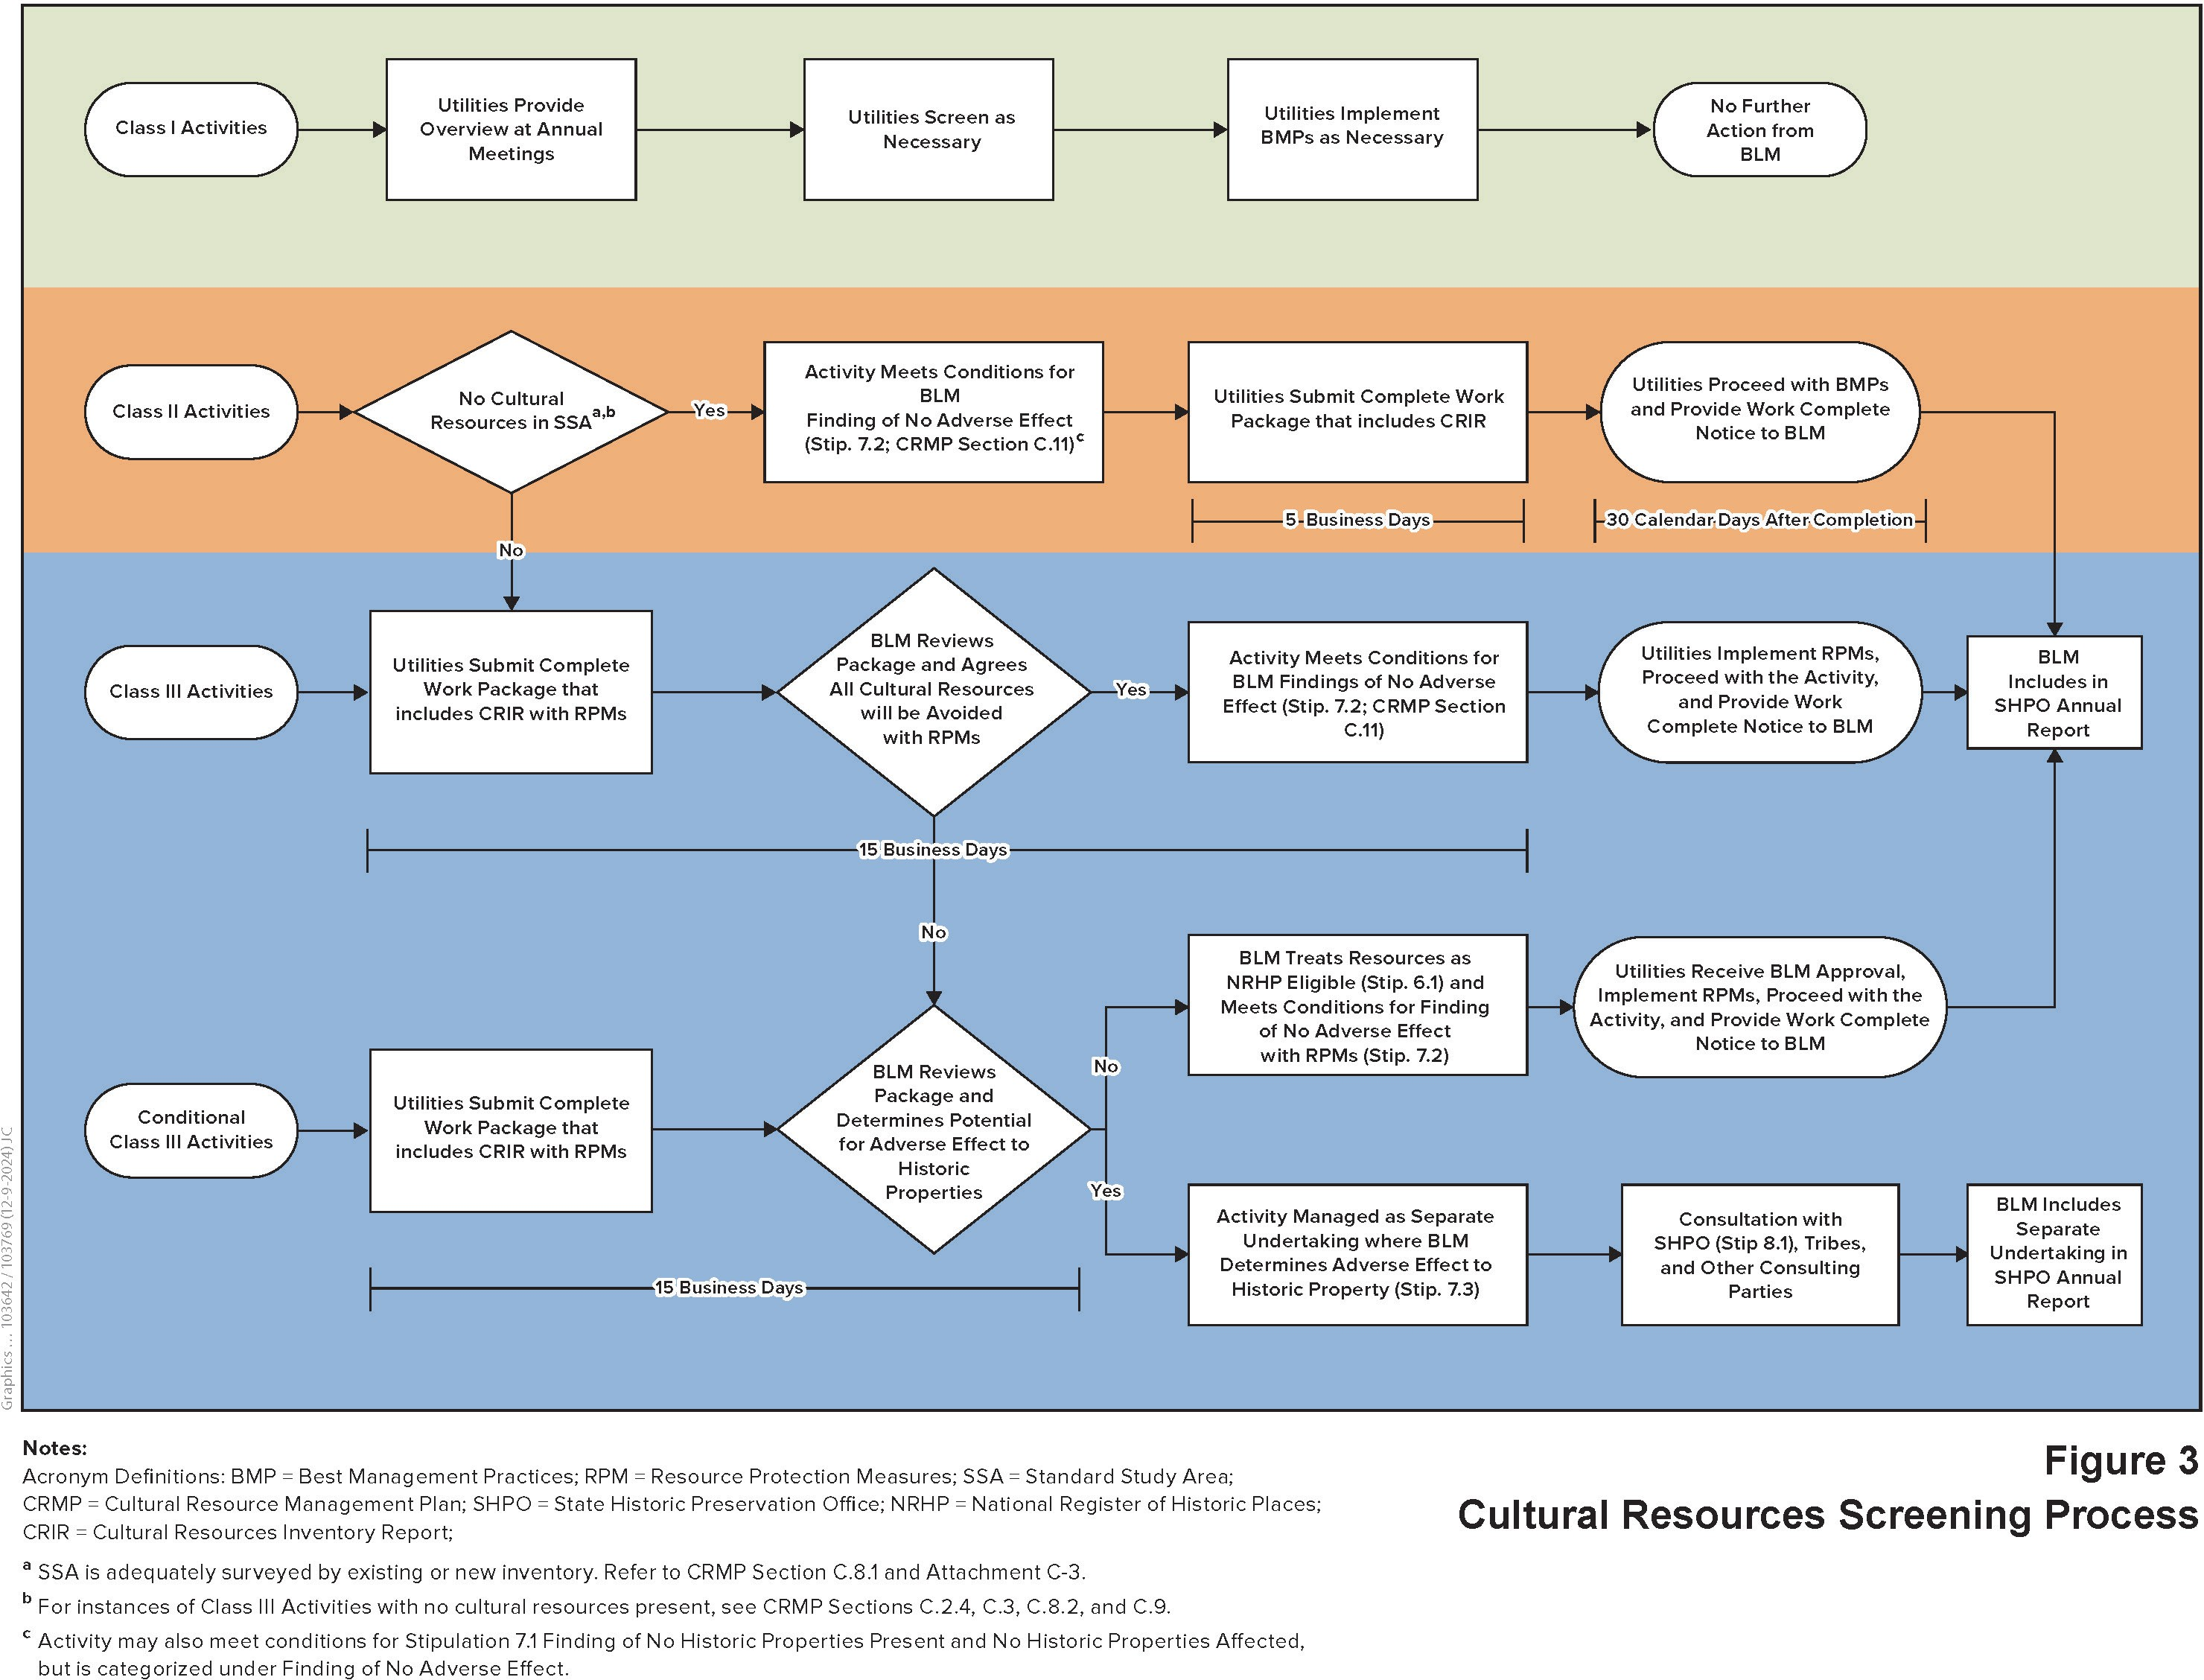 Class I Activities
Utilities Provide
Overview at Annual
Meetings
Utilities Screen as
Necessary
Utilities Implement
BMPs as Necessary
No Further
Action from
BLM
Class II Activities
No Cultural
Resources in SSAa,b
Yes
Activity Meets Conditions for
BLM
Finding of No Adverse Effect
(Stip. 7.2; CRMP Section C.11)c
Utilities Submit Complete Work
Package that includes CRIR
Utilities Proceed with BMPs
and Provide Work Complete
Notice to BLM
5 Business Days
30 Calendar Days After Completion
No
Class III Activities
Utilities Submit Complete
Work Package that
includes CRIR with RPMs
BLM Reviews
Package and Agrees
All Cultural Resources
will be Avoided
with RPMs
Yes
Activity Meets Conditions for
BLM Findings of No Adverse
Effect (Stip. 7.2; CRMP Section
C.11)
Utilities Implement RPMs,
Proceed with the Activity,
and Provide Work
Complete Notice to BLM
BLM
Includes in
SHPO Annual
Report
15 Business Days
No
BLM Treats Resources as
NRHP Eligible (Stip. 6.1) and
Meets Conditions for Finding
of No Adverse Effect
with RPMs (Stip. 7.2)
Utilities Receive BLM Approval,
Implement RPMs, Proceed with the
Activity, and Provide Work Complete
Notice to BLM
Conditional
Class III Activities
Utilities Submit Complete
Work Package that
includes CRIR with RPMs
BLM Reviews
Package and
Determines Potential
for Adverse Effect to
Historic
Properties
No
Yes
Activity Managed as Separate
Undertaking where BLM
Determines Adverse Effect to
Historic Property (Stip. 7.3)
Consultation with
SHPO (Stip 8.1), Tribes,
and Other Consulting
Parties
BLM Includes
Separate
Undertaking in
SHPO Annual
Report
15 Business Days
Graphics … 103642 / 103769 (12-9-2024) JC
Notes:
Acronym Definitions: BMP = Best Management Practices; RPM = Resource Protection Measures; SSA = Standard Study Area;
CRMP = Cultural Resource Management Plan; SHPO = State Historic Preservation Office; NRHP = National Register of Historic Places;
CRIR = Cultural Resources Inventory Report;
a SSA is adequately surveyed by existing or new inventory. Refer to CRMP Section C.8.1 and Attachment C-3.
b For instances of Class III Activities with no cultural resources present, see CRMP Sections C.2.4, C.3, C.8.2, and C.9.
c Activity may also meet conditions for Stipulation 7.1 Finding of No Historic Properties Present and No Historic Properties Affected,
but is categorized under Finding of No Adverse Effect.
Figure 3
Cultural Resources Screening Process